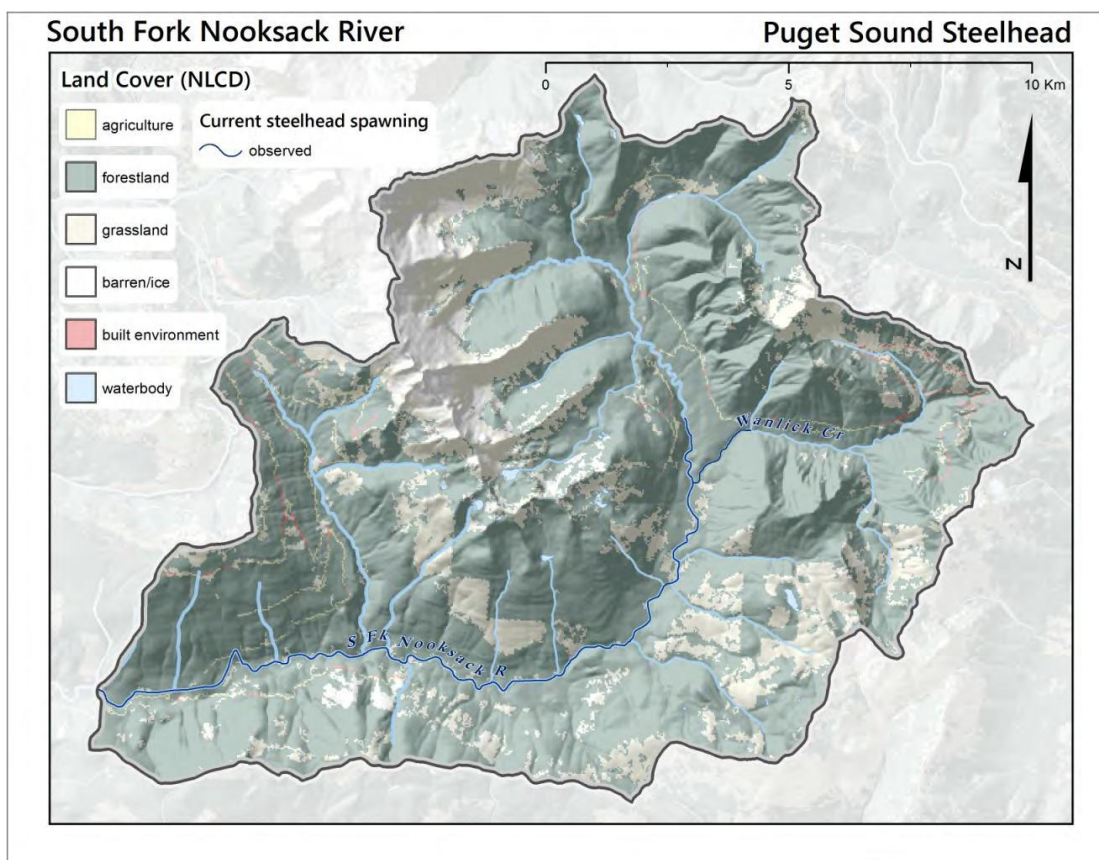 South Fork Nooksack River
Puget Sound Steelhead
Land Cover (NLCD)
agriculture
forestland
grassland
barren/ice
built environment
waterbody
Current steelhead spawning
observed
0 5 10 Km
N
Wanlick Cr
S Fk Nooksack R